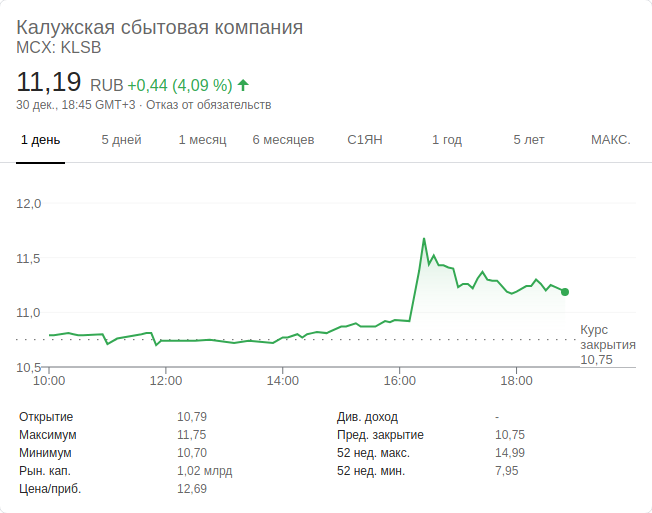 Калужская сбытовая компания
MCX: KLSB
11,19 RUB +0,44 (4,09 %)
30 дек., 18:45 GMT+3 · Отказ от обязательств
1 день 5 дней 1 месяц 6 месяцев С1ЯН 1 год 5 лет МАКС.
12,0
11,5
11,0
10,5
Курс
закрытия
10,75
10:00 12:00 14:00 16:00 18:00
Открытие 10,79 Див. доход -
Максимум 11,75 Пред. закрытие 10,75
Минимум 10,70 52 нед. макс. 14,99
Рын. кап. 1,02 млрд 52 нед. мин. 7,95
Цена/приб. 12,69